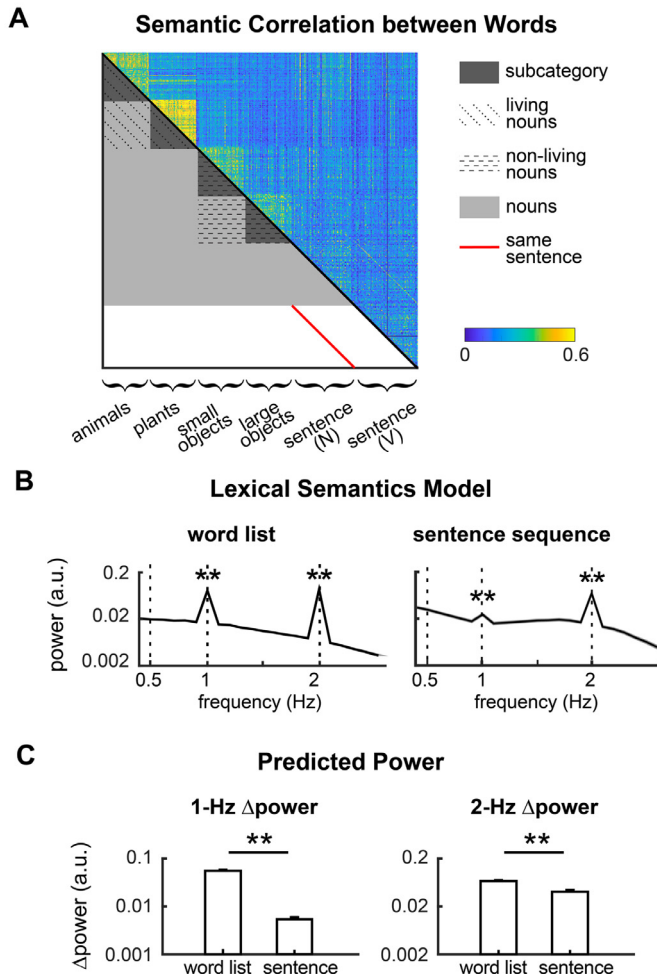 A
Semantic Correlation between Words
subcategory
living
nouns
non-living
nouns
nouns
same
sentence
0
0.6
animals
plants
small
objects
large
objects
sentence
(N)
sentence
(V)
B
Lexical Semantics Model
word list
sentence sequence
power (a.u.)
0.2
0.02
0.002
**
**
**
**
0.5
1
2
0.5
1
2
frequency (Hz)
frequency (Hz)
C
Predicted Power
1-Hz Δpower
2-Hz Δpower
Δpower (a.u.)
0.1
0.01
0.001
**
0.2
0.02
0.002
**
word list
sentence
word list
sentence